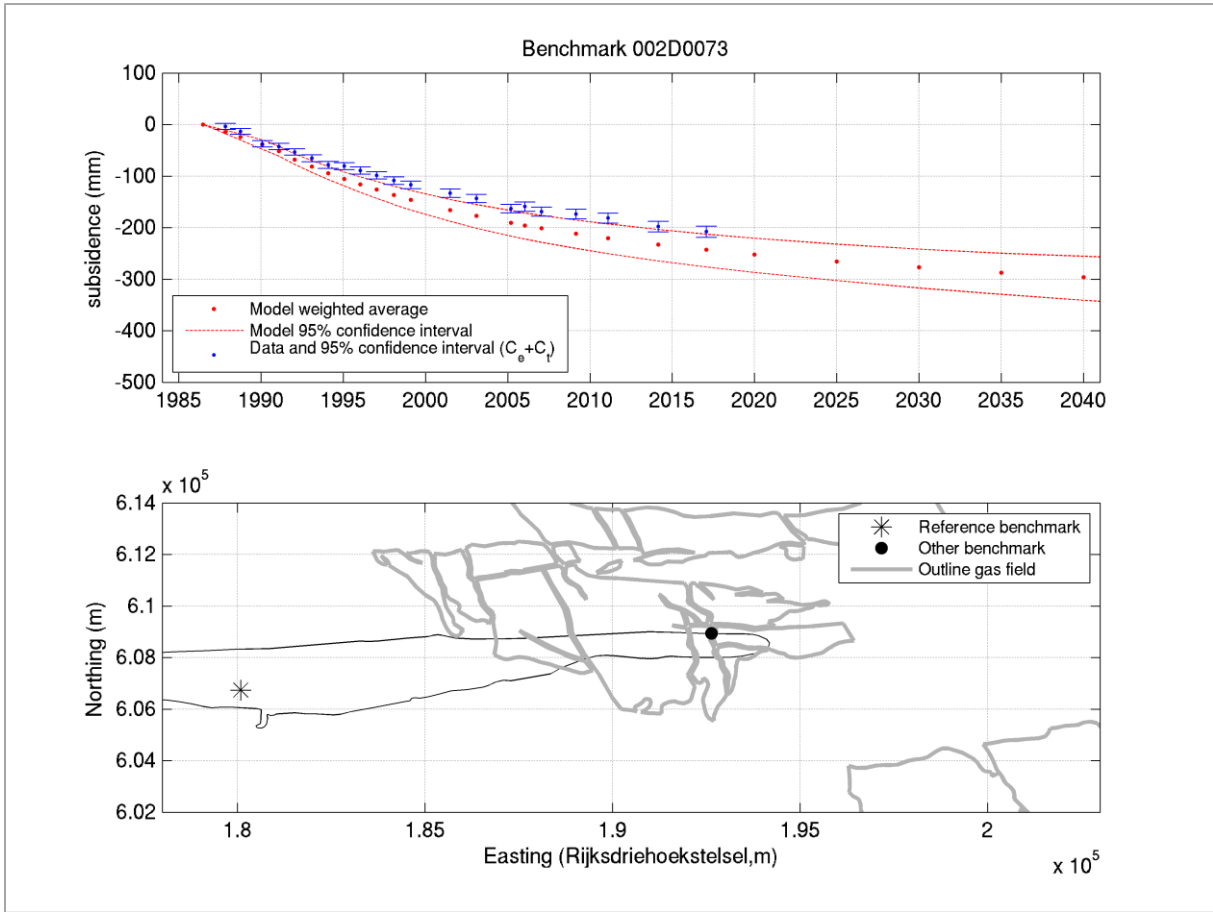 Benchmark 002D0073
100
0
-100
-200
-300
-400
-500
subsidence (mm)
Model weighted average
Model 95% confidence interval
Data and 95% confidence interval (C_e+C_t)
1985 1990 1995 2000 2005 2010 2015 2020 2025 2030 2035 2040
x 10^5
6.14
6.12
6.1
6.08
6.06
6.04
6.02
Northing (m)
Reference benchmark
Other benchmark
Outline gas field
1.8 1.85 1.9 1.95 2
Easting (Rijksdriehoekstelsel,m)
x 10^5